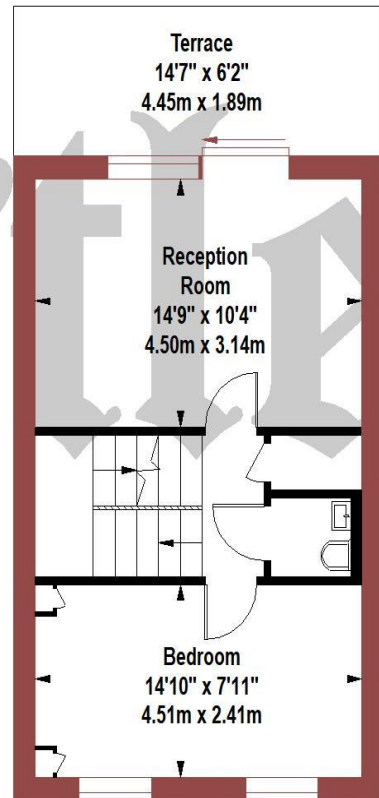 Terrace
14'7" x 6'2"
4.45m x 1.89m
Reception
Room
14'9" x 10'4"
4.50m x 3.14m
Bedroom
14'10" x 7'11"
4.51m x 2.41m